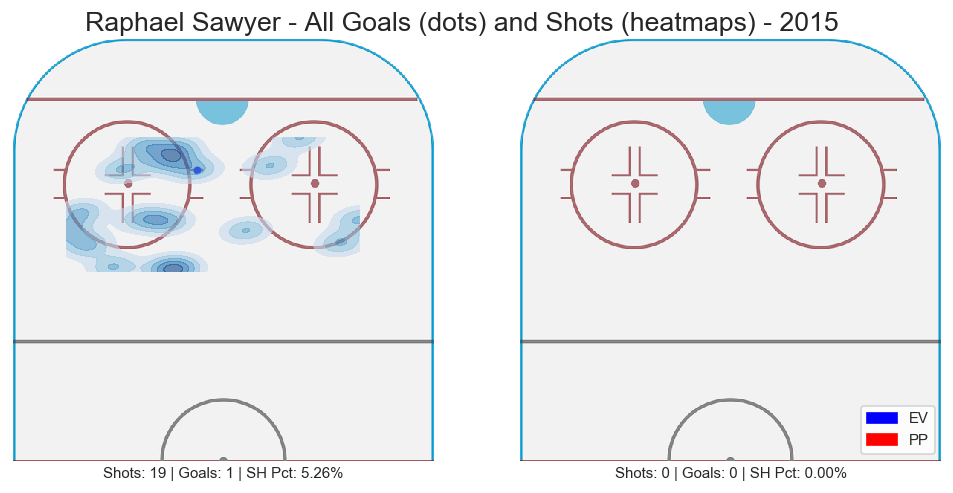 Raphael Sawyer - All Goals (dots) and Shots (heatmaps) - 2015
EV
PP
Shots: 19 | Goals: 1 | SH Pct: 5.26%
Shots: 0 | Goals: 0 | SH Pct: 0.00%